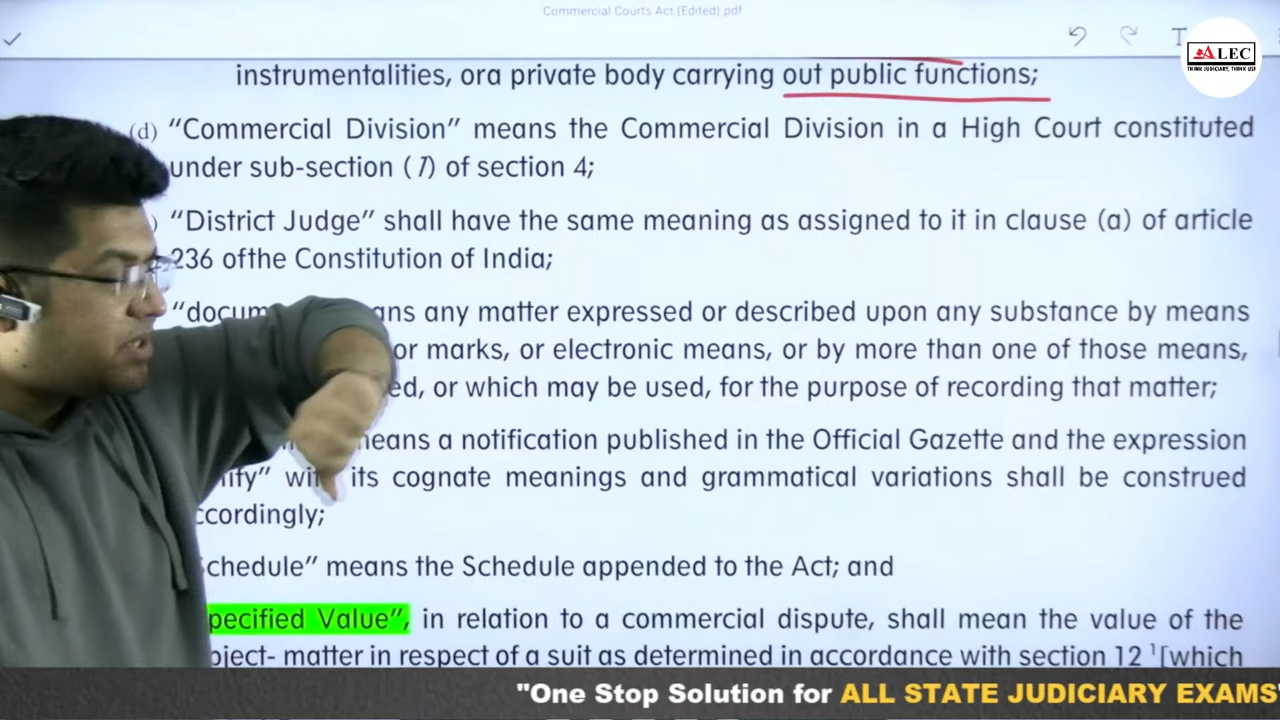 Commercial Courts Act (Edited).pdf
ALEC
THINK JUDICIARY, THINK US!
instrumentalities, ora private body carrying out public functions;
(d) “Commercial Division” means the Commercial Division in a High Court constituted
under sub-section (1) of section 4;
) “District Judge” shall have the same meaning as assigned to it in clause (a) of article
236 ofthe Constitution of India;
any matter expressed or described upon any substance by means
or marks, or electronic means, or by more than one of those means,
or which may be used, for the purpose of recording that matter;
means a notification published in the Official Gazette and the expression
its cognate meanings and grammatical variations shall be construed
ccordingly;
chedule” means the Schedule appended to the Act; and
pecified Value”, in relation to a commercial dispute, shall mean the value of the
bject- matter in respect of a suit as determined in accordance with section 12 1[which
"One Stop Solution for ALL STATE JUDICIARY EXAMS"